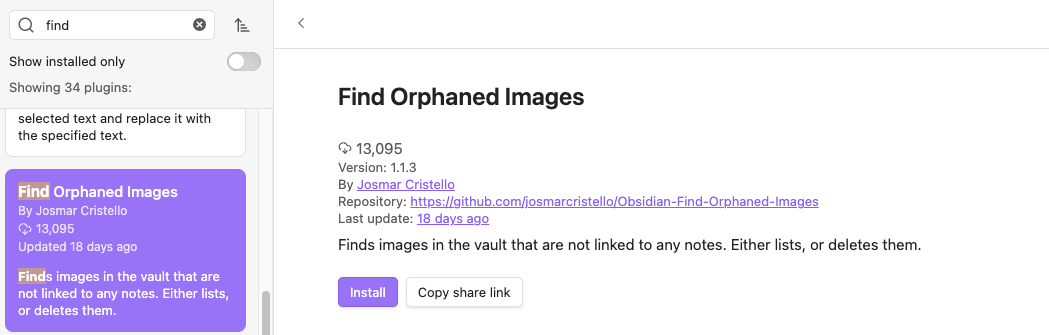 find
Show installed only
Showing 34 plugins:
selected text and replace it with
the specified text.
Find Orphaned Images
By Josmar Cristello
13,095
Updated 18 days ago
Finds images in the vault that are
not linked to any notes. Either lists,
or deletes them.
Find Orphaned Images
13,095
Version: 1.1.3
By Josmar Cristello
Repository: https://github.com/josmarcristello/Obsidian-Find-Orphaned-Images
Last update: 18 days ago
Finds images in the vault that are not linked to any notes. Either lists, or deletes them.
Install
Copy share link